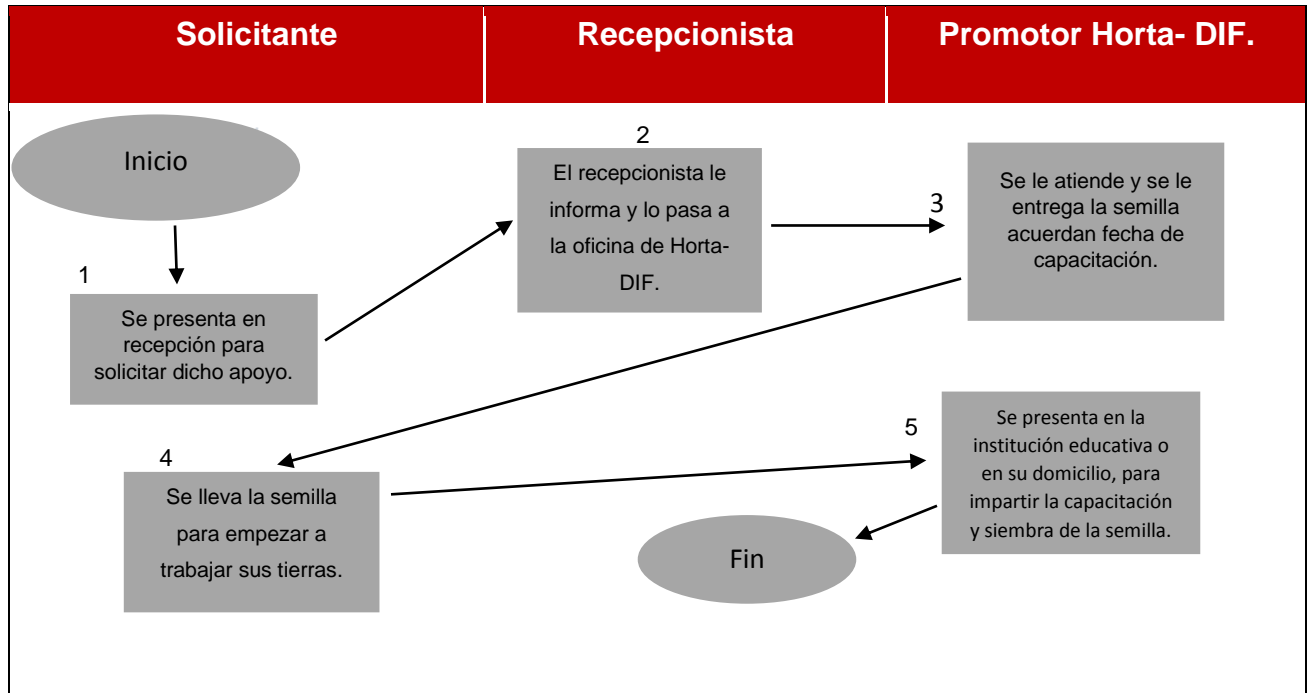 Solicitante
Recepcionista
Promotor Horta- DIF.
Inicio
1
Se presenta en
recepción para
solicitar dicho apoyo.
2
El recepcionista le
informa y lo pasa a
la oficina de Horta-
DIF.
3
Se le atiende y se le
entrega la semilla
acuerdan fecha de
capacitación.
4
Se lleva la semilla
para empezar a
trabajar sus tierras.
5
Se presenta en la
institución educativa o
en su domicilio, para
impartir la capacitación
y siembra de la semilla.
Fin